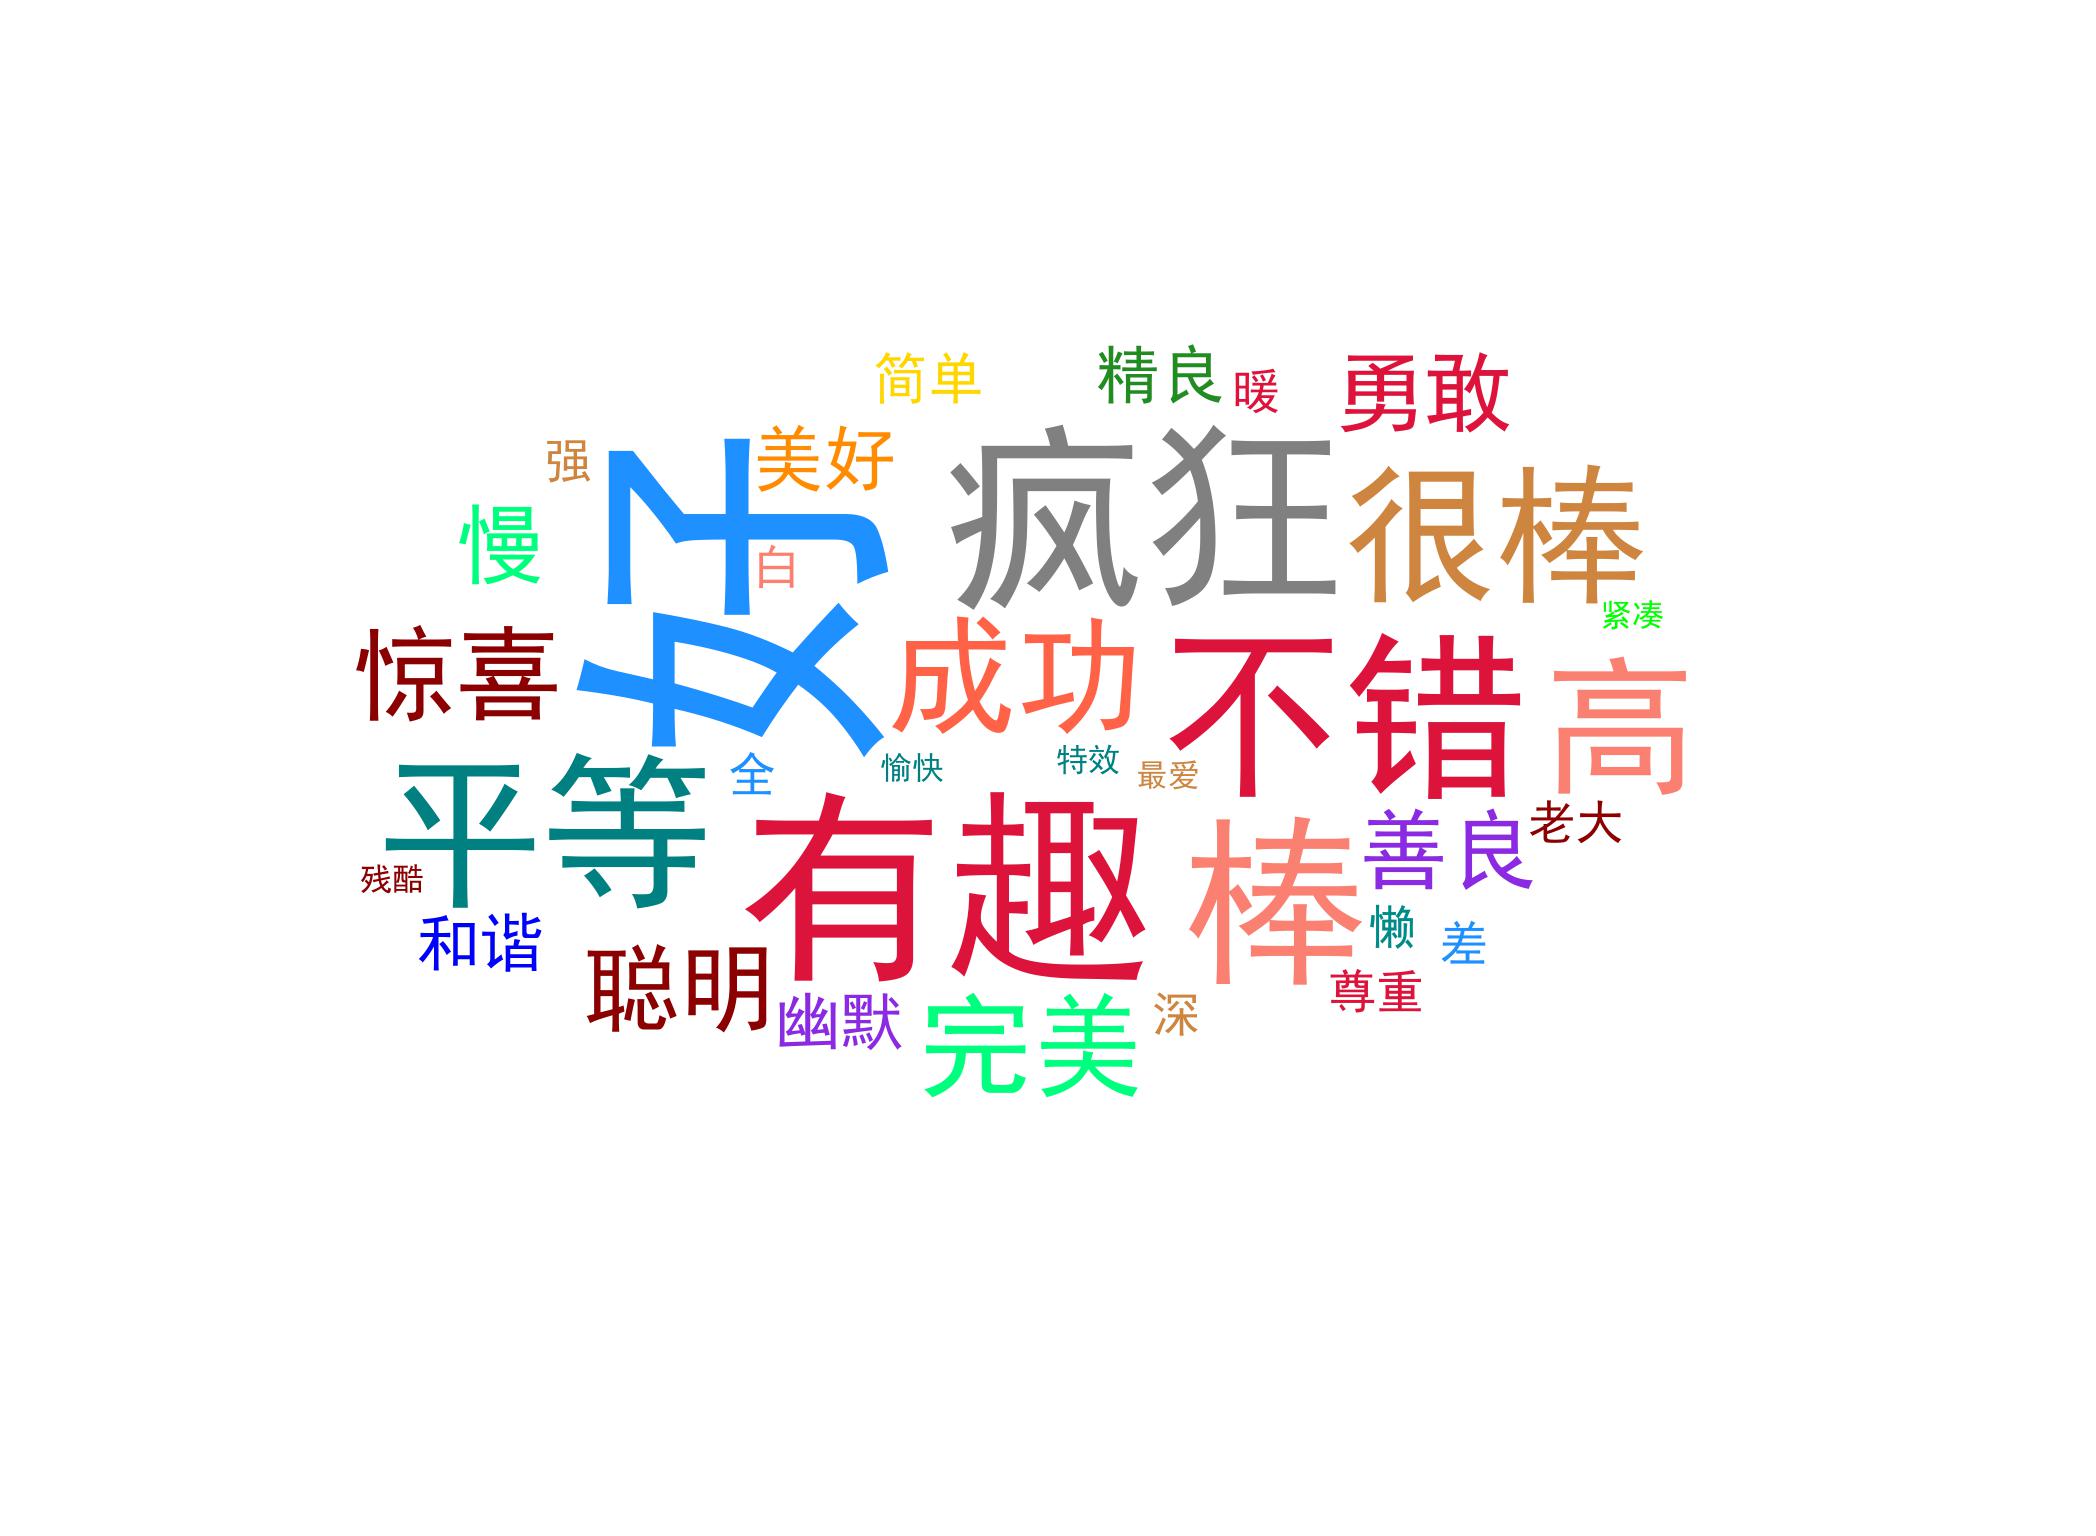 简单
精良
暖
勇敢
强
好
美好
疯狂
很棒
慢
白
紧凑
惊喜
成功
不错
高
平等
全
愉快
特效
最爱
老大
残酷
有趣
棒
善良
和谐
聪明
懒
差
幽默
完美
深
尊重